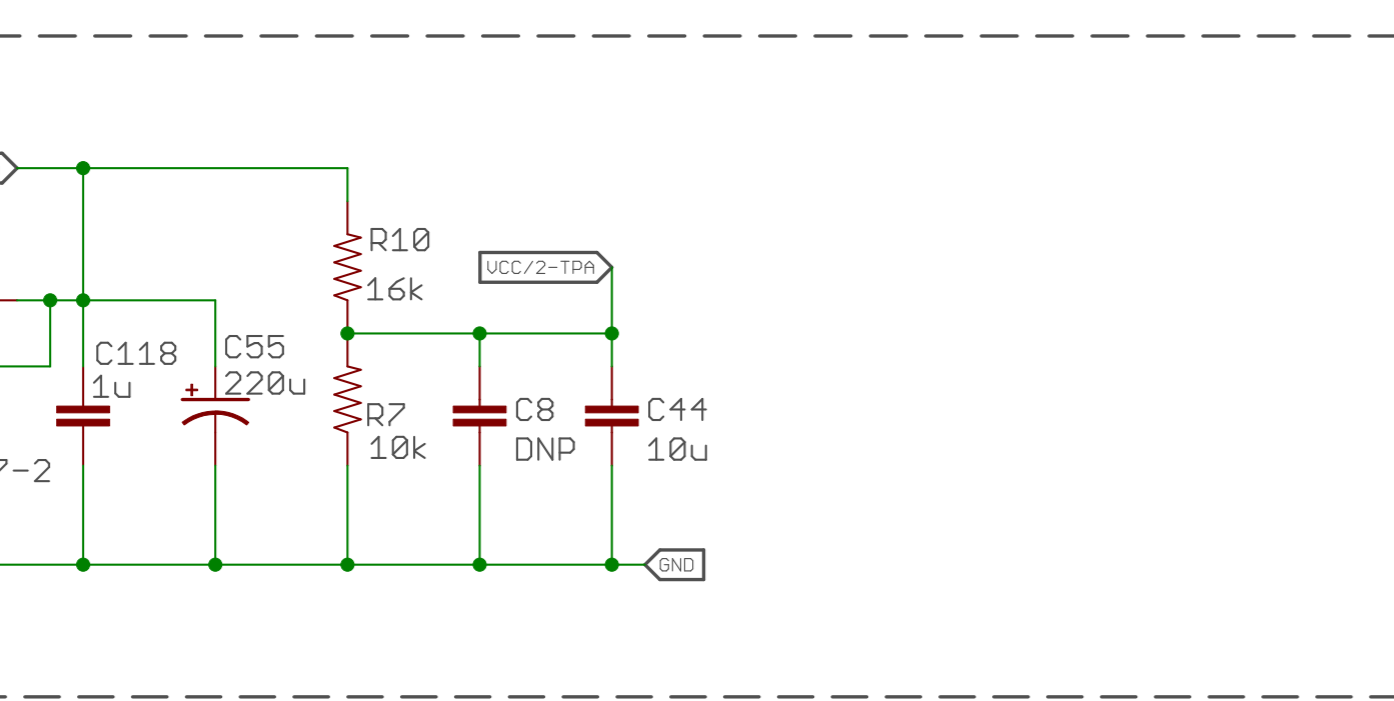 R10
16k
VCC/2-TPA
C118
1u
C55
220u
+
R7
10k
C8
DNP
C44
10u
7-2
GND